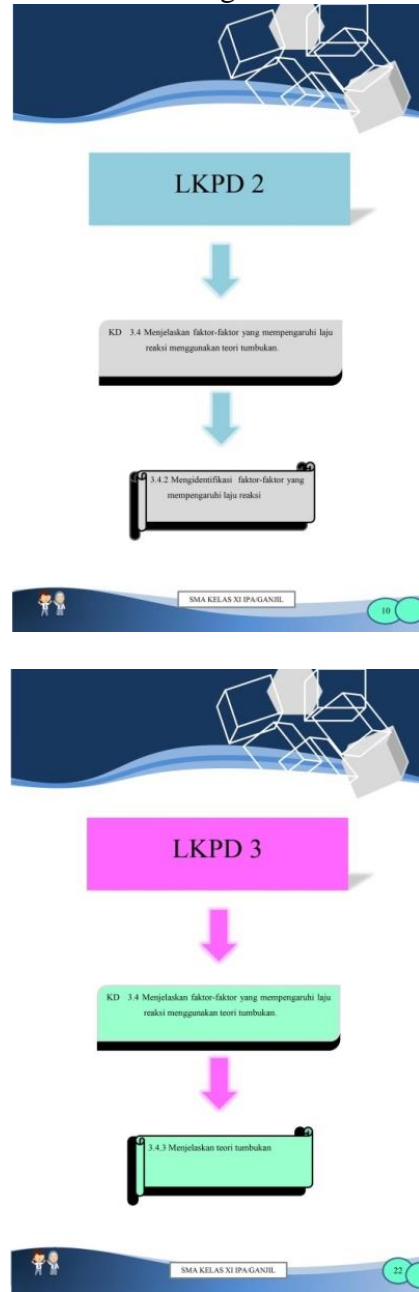 LKPD 2
KD 3.4 Menjelaskan faktor-faktor yang mempengaruhi laju
reaksi menggunakan teori tumbukan.
3.4.2 Mengidentifikasi faktor-faktor yang
mempengaruhi laju reaksi
SMA KELAS XI IPA/GANJIL
10
LKPD 3
KD 3.4 Menjelaskan faktor-faktor yang mempengaruhi laju
reaksi menggunakan teori tumbukan.
3.4.3 Menjelaskan teori tumbukan
SMA KELAS XI IPA/GANJIL
22